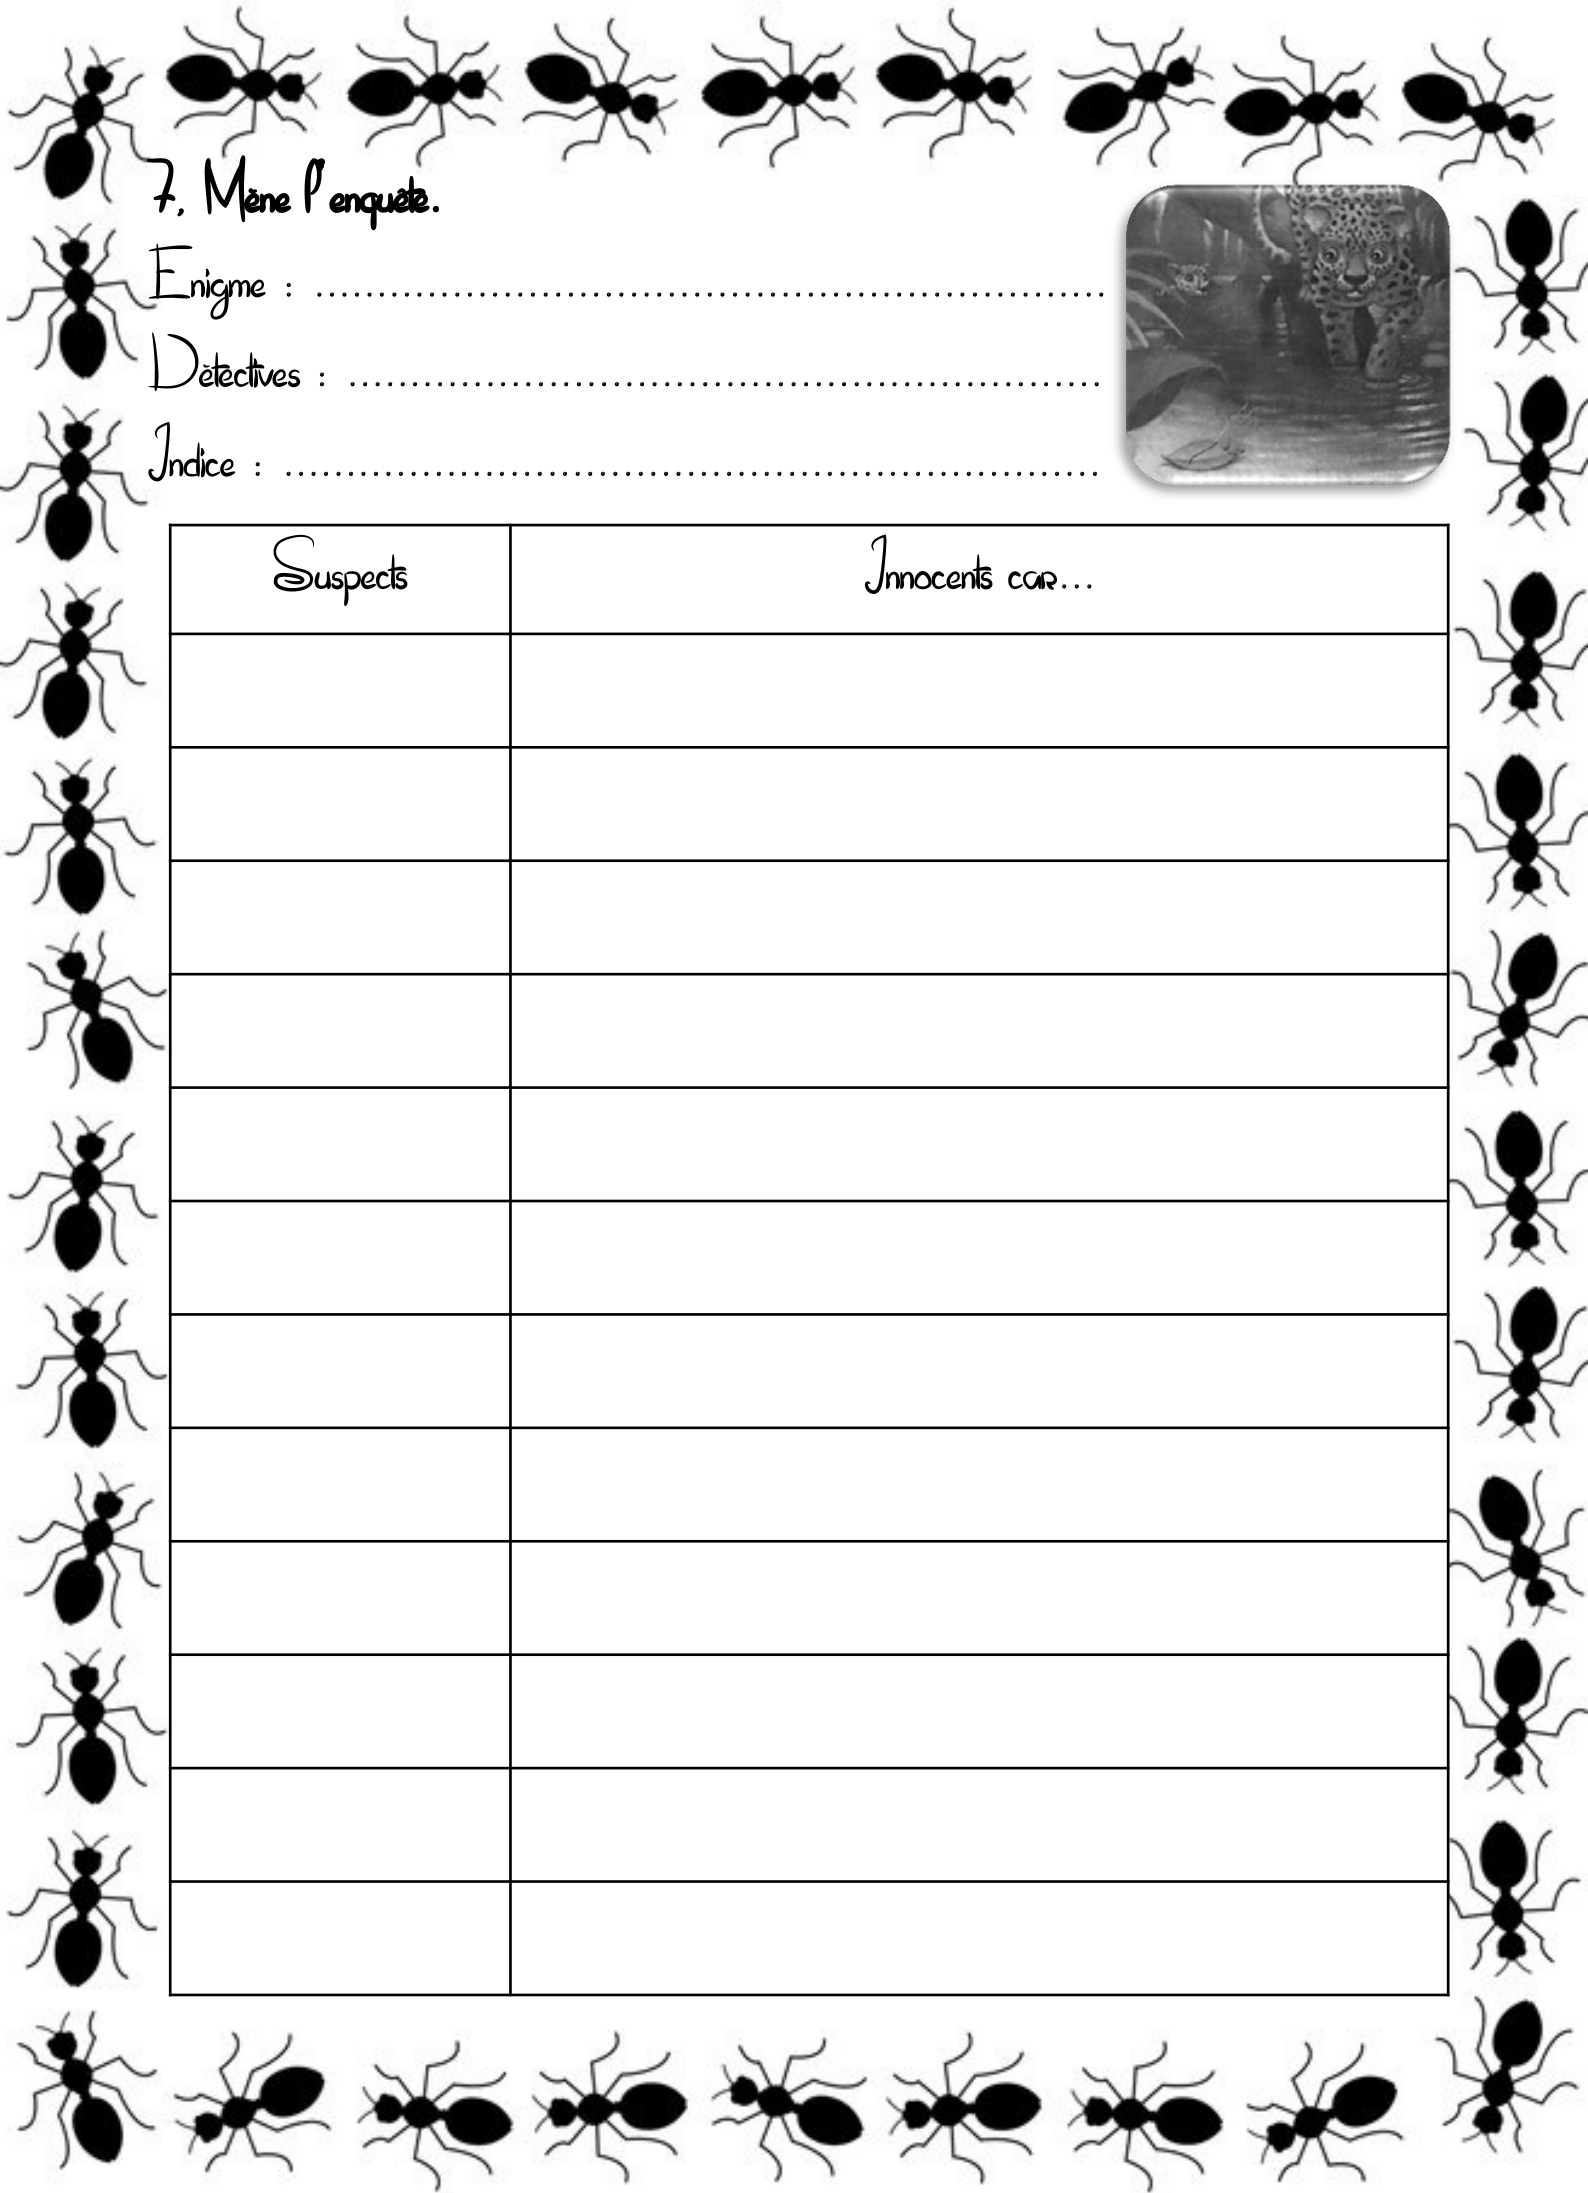 7. Mène l'enquête.
Enigme : ..............................................................................
Détectives : ..........................................................................
Indice : ................................................................................
Suspects
Innocents car...